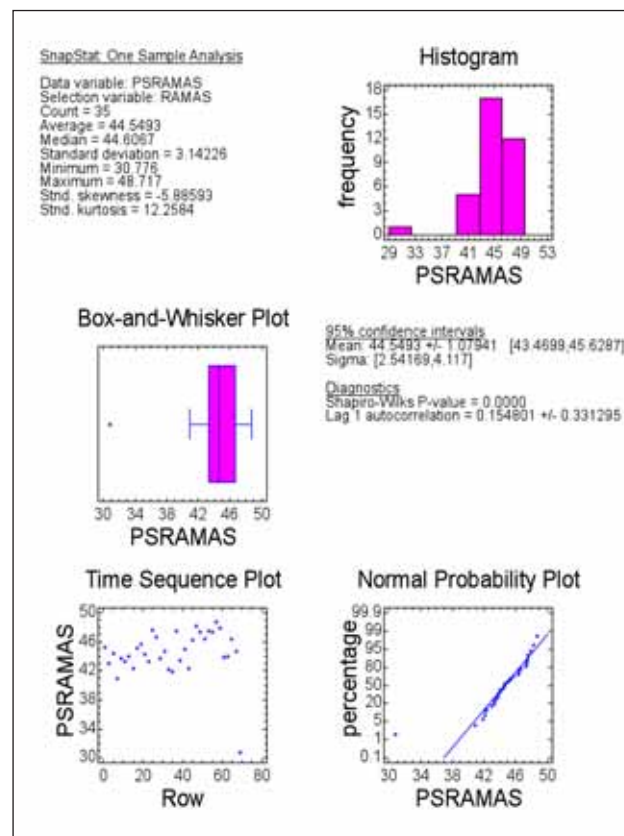 SnapStat: One Sample Analysis
Data variable: PSRAMAS
Selection variable: RAMAS
Count = 35
Average = 44.5493
Median = 44.6067
Standard deviation = 3.14226
Minimum = 30.776
Maximum = 48.717
Stnd. skewness = -5.88593
Stnd. kurtosis = 12.2584
Histogram
frequency
18
15
12
9
6
3
0
29 33 37 41 45 49 53
PSRAMAS
Box-and-Whisker Plot
30 34 38 42 46 50
PSRAMAS
95% confidence intervals
Mean: 44.5493 +/- 1.07941 [43.4699,45.6287]
Sigma: [2.54169,4.117]
Diagnostics
Shapiro-Wilks P-value = 0.0000
Lag 1 autocorrelation = 0.154801 +/- 0.331295
Time Sequence Plot
PSRAMAS
50
46
42
38
34
30
0 20 40 60 80
Row
Normal Probability Plot
percentage
99.9
99
95
80
50
20
5
1
0.1
30 34 38 42 46 50
PSRAMAS